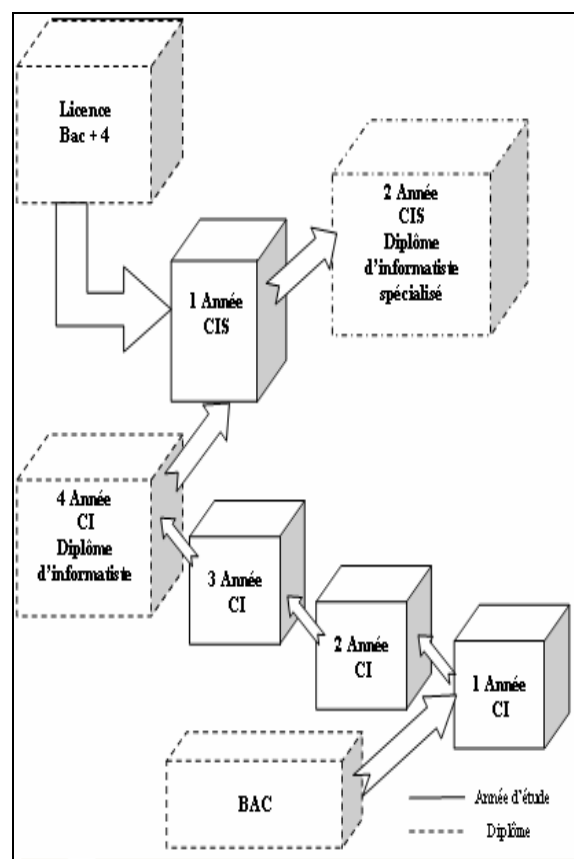 Licence
Bac + 4
2 Année
CIS
Diplôme
d'informatiste
spécialisé
1 Année
CIS
4 Année
CI
Diplôme
d'informatiste
3 Année
CI
2 Année
CI
1 Année
CI
BAC
Année d'étude
Diplôme